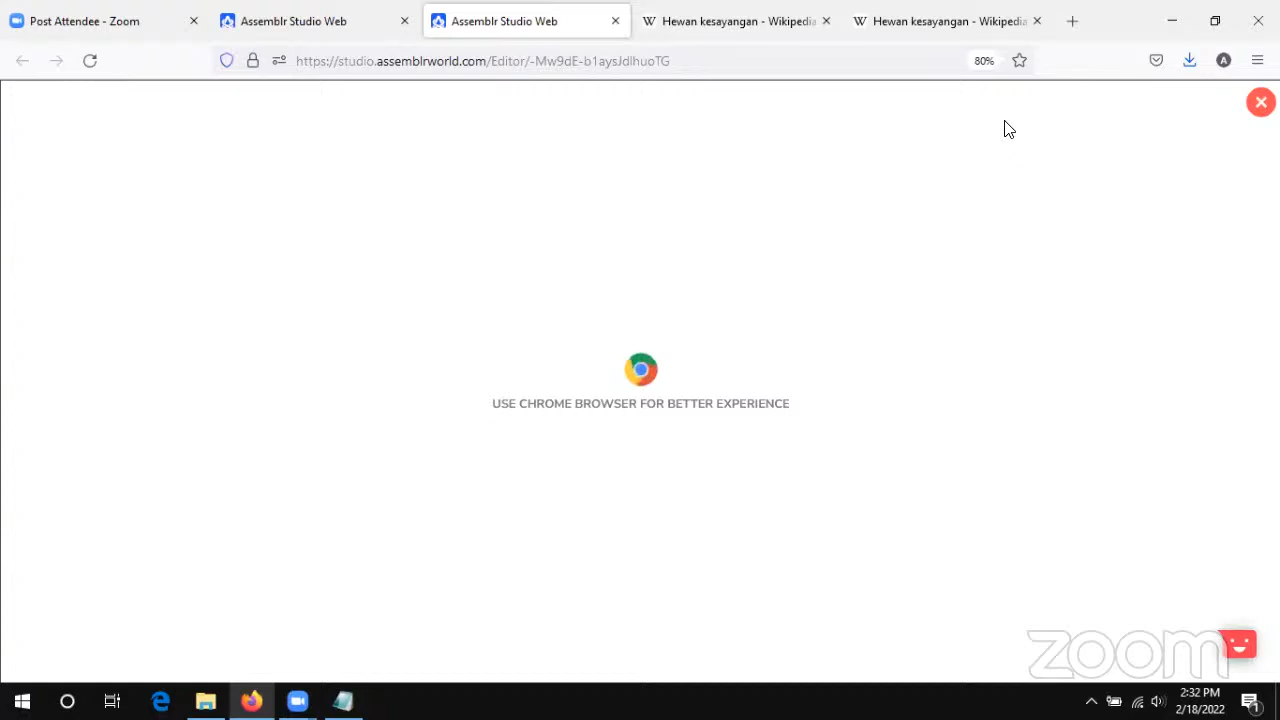 Post Attendee - Zoom
Assemblr Studio Web
Assemblr Studio Web
Hewan kesayangan - Wikipedia
Hewan kesayangan - Wikipedia
https://studio.assemblrworld.com/Editor/-Mw9dE-b1aysJdlhuoTG
80%
A
USE CHROME BROWSER FOR BETTER EXPERIENCE
zoom
2:32 PM
2/18/2022
1